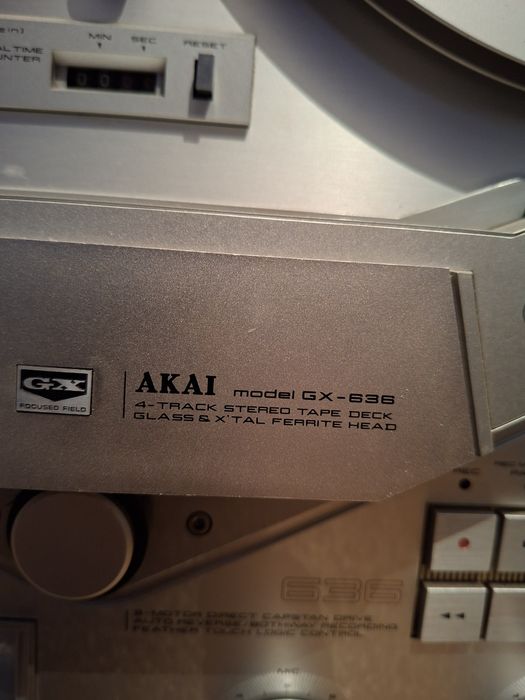 MIN SEC RESET
AL TIME
UNTER
GX
FOCUSED FIELD
AKAI model GX-636
4-TRACK STEREO TAPE DECK
GLASS & X'TAL FERRITE HEAD
REC
636
3-MOTOR DIRECT CAPSTAN DRIVE
AUTO REVERSE/BOTHWAY RECORDING
FEATHER TOUCH LOGIC CONTROL
MIC